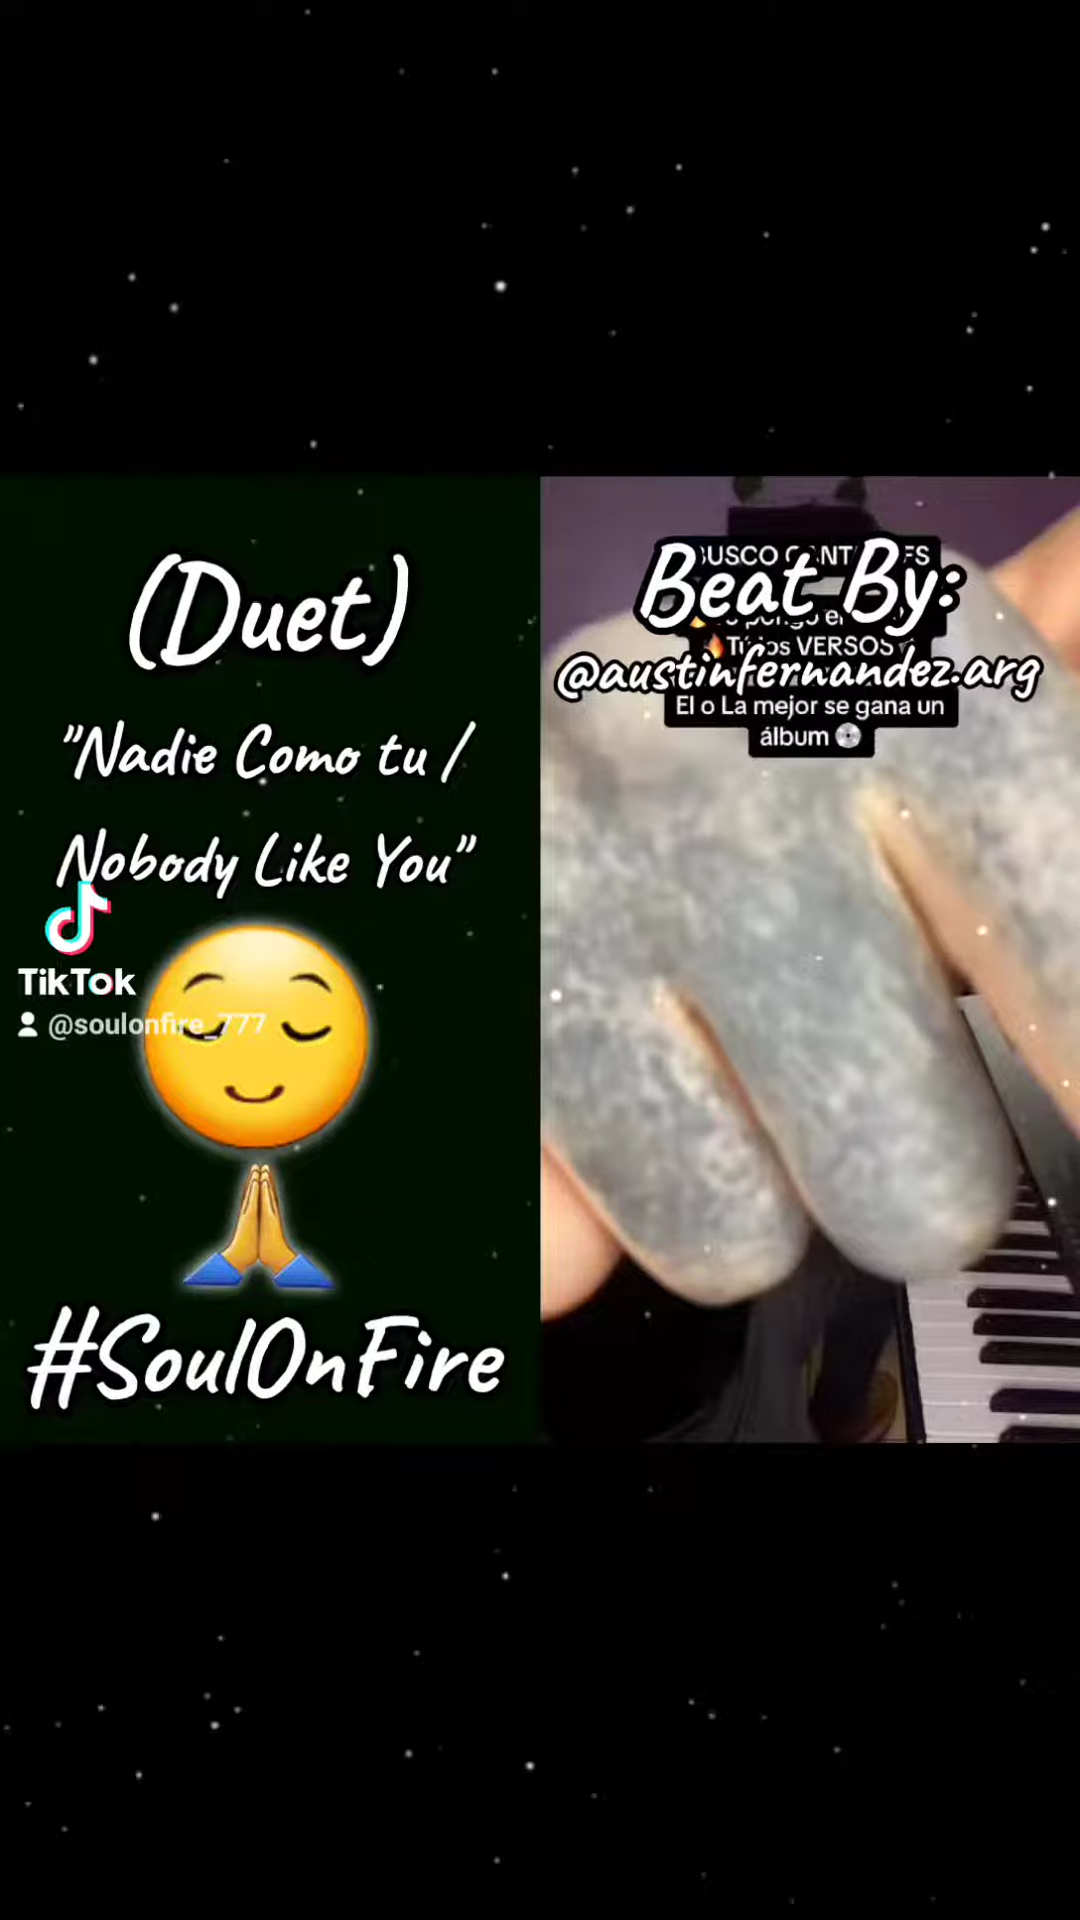 (Duet)
"Nadie Como tu /
Nobody Like You"
TikTok
@soulonfire_777
#SoulOnFire
Beat By:
@austinfernandez.arg
BUSCO
VERSOS
El o La mejor se gana un
álbum 💿